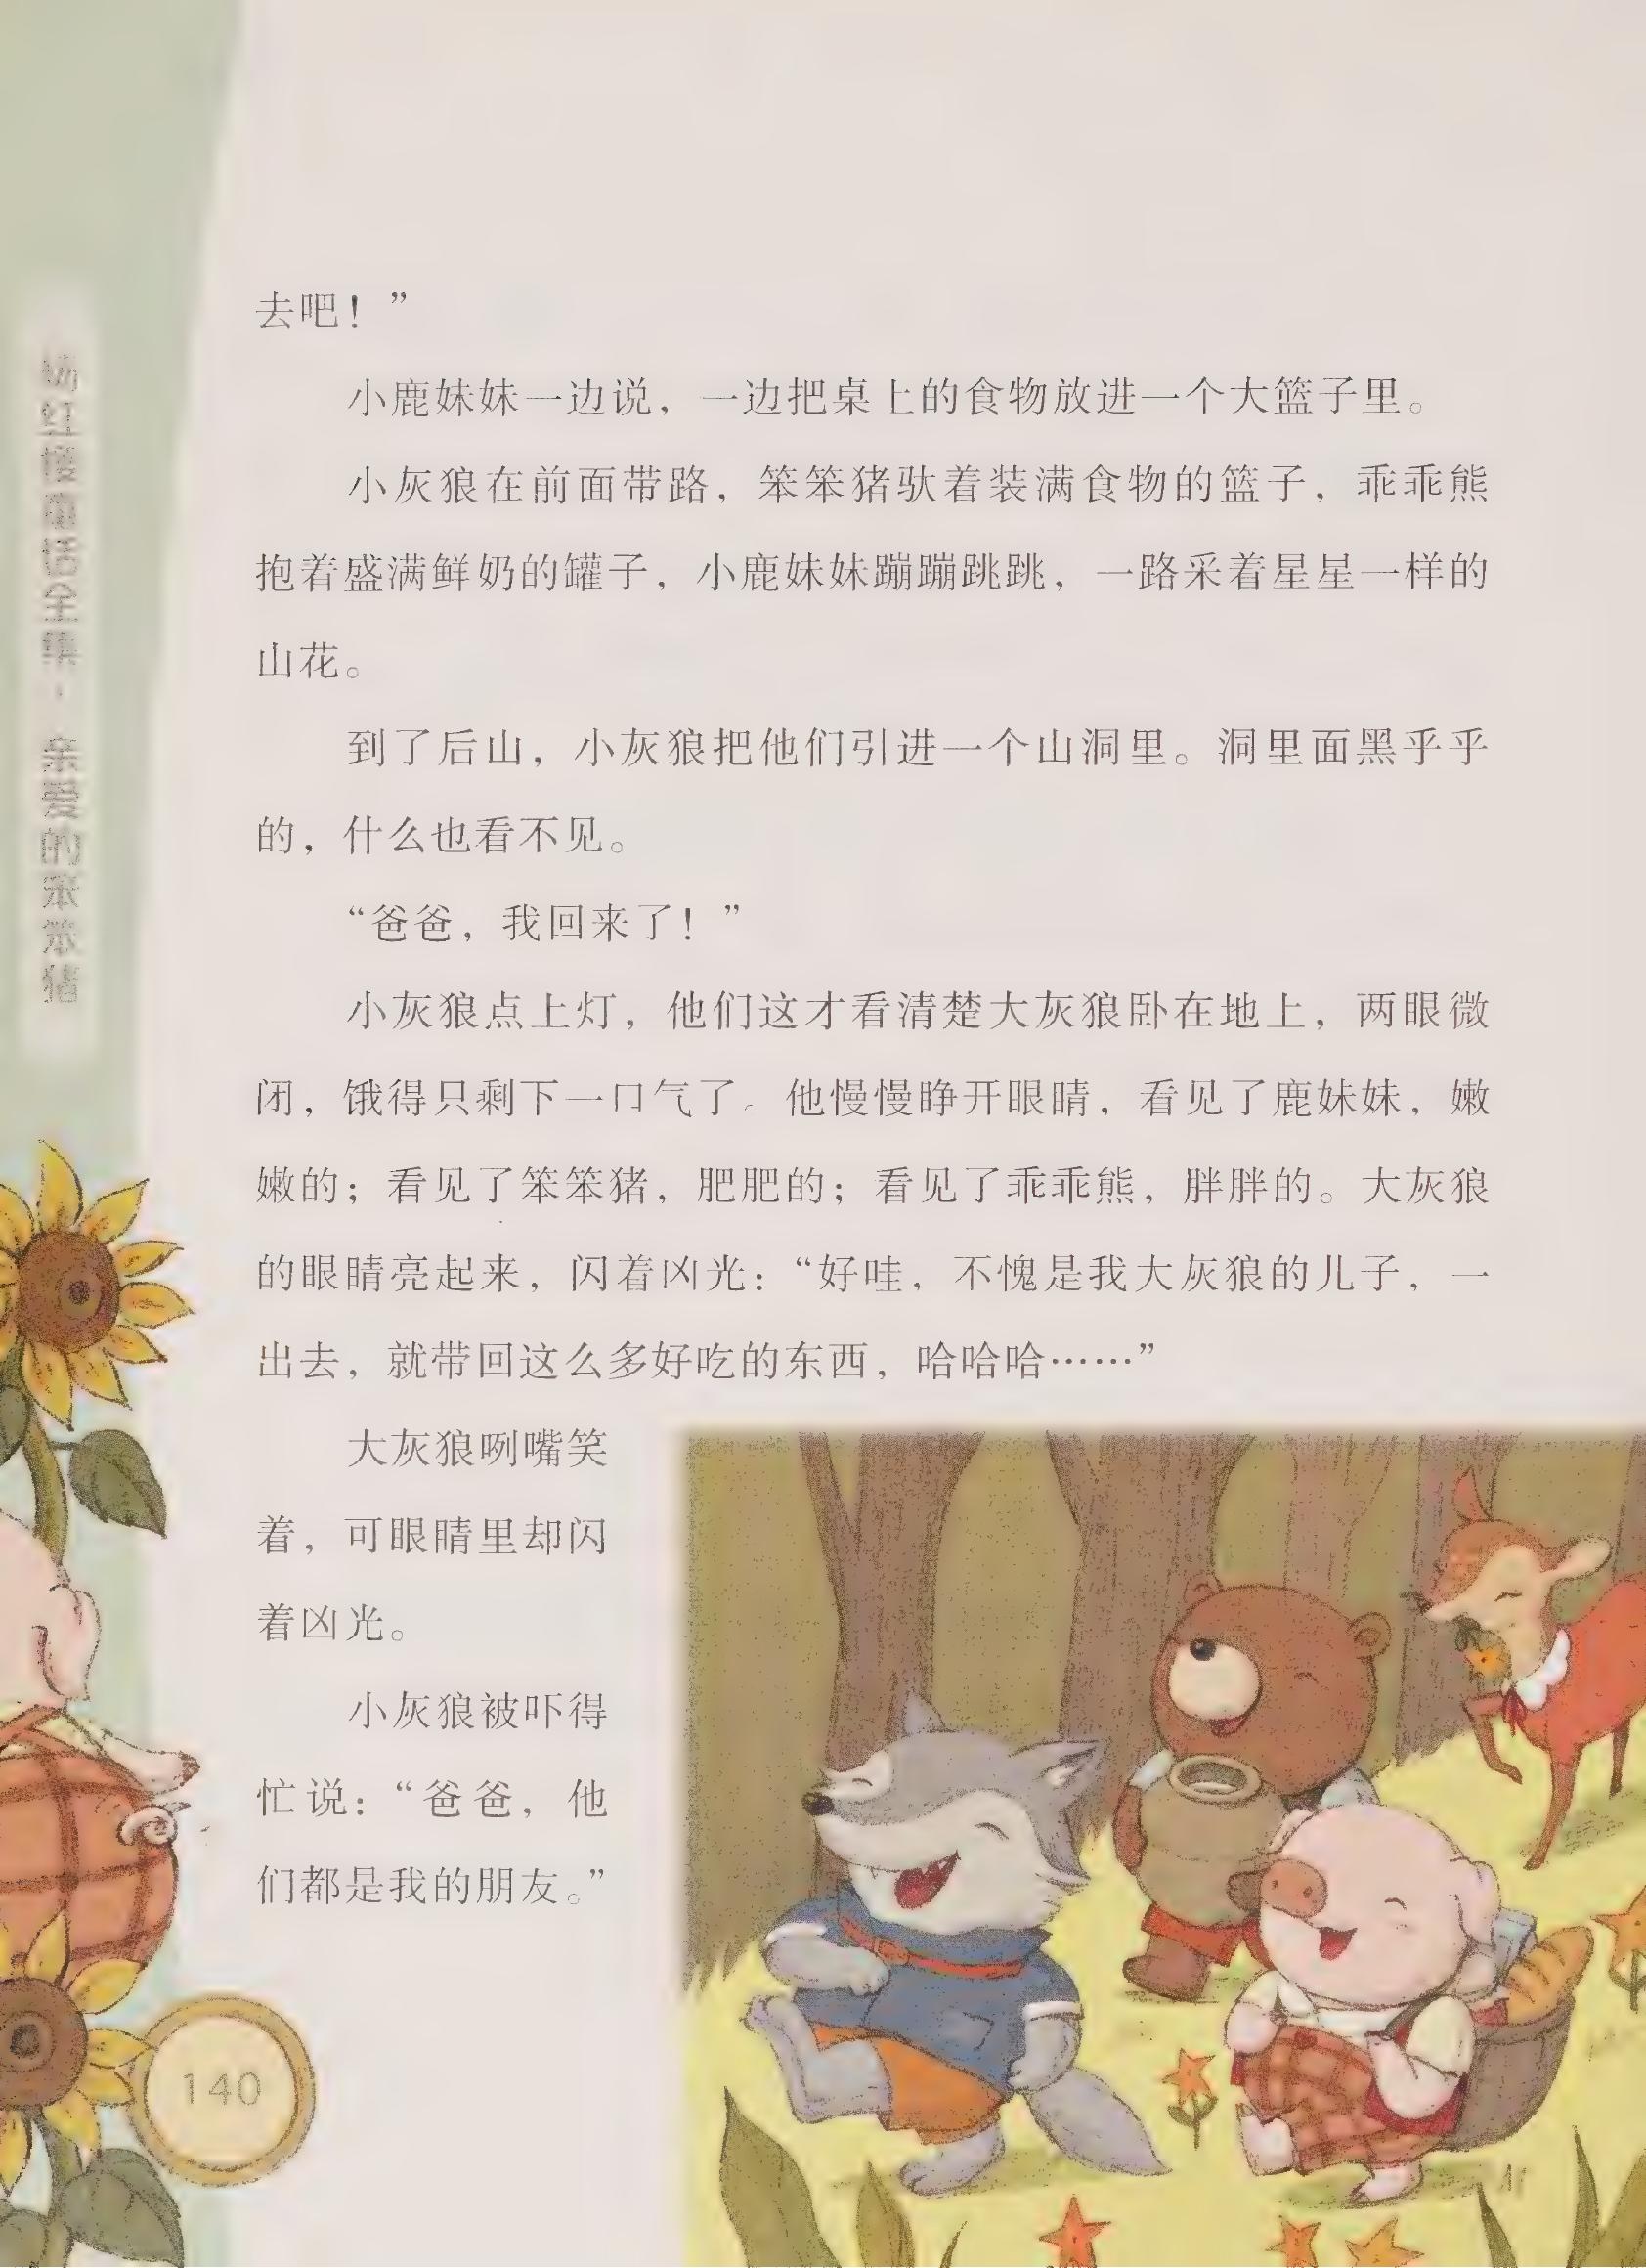 去吧！”
小鹿妹妹一边说，一边把桌上的食物放进一个大篮子里。
小灰狼在前面带路，笨笨猪驮着装满食物的篮子，乖乖熊
抱着盛满鲜奶的罐子，小鹿妹妹蹦蹦跳跳，一路采着星星一样的
山花。
到了后山，小灰狼把他们引进一个山洞里。洞里面黑乎乎
的，什么也看不见。
“爸爸，我回来了！”
小灰狼点上灯，他们这才看清楚大灰狼卧在地上，两眼微
闭，饿得只剩下一口气了。他慢慢睁开眼睛，看见了鹿妹妹，嫩
嫩的；看见了笨笨猪，肥肥的；看见了乖乖熊，胖胖的。大灰狼
的眼睛亮起来，闪着凶光：“好哇，不愧是我大灰狼的儿子，一
出去，就带回这么多好吃的东西，哈哈哈……”
大灰狼咧嘴笑
着，可眼睛里却闪
着凶光。
小灰狼被吓得
忙说：“爸爸，他
们都是我的朋友。”
杨红樱童话全集·亲爱的笨笨猪
140